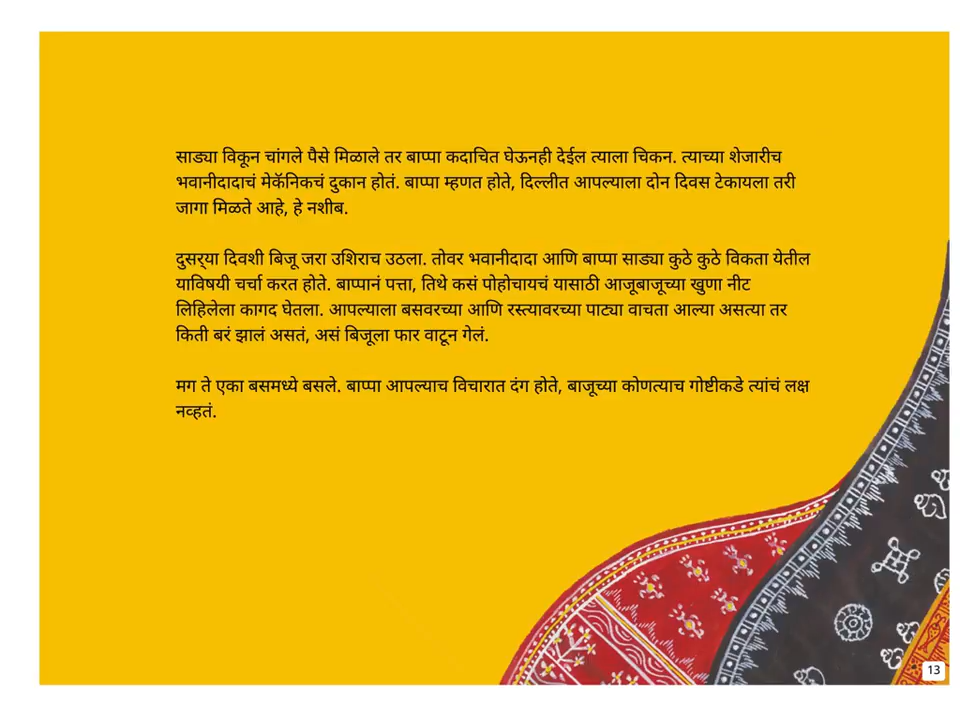 साड्या विकून चांगले पैसे मिळाले तर बाप्पा कदाचित घेऊनही देईल त्याला चिकन. त्याच्या शेजारीच
भवानीदादाचं मेकॅनिकचं दुकान होतं. बाप्पा म्हणत होते, दिल्लीत आपल्याला दोन दिवस टेकायला तरी
जागा मिळते आहे, हे नशीब.
दुसऱ्या दिवशी बिजू जरा उशिराच उठला. तोवर भवानीदादा आणि बाप्पा साड्या कुठे कुठे विकता येतील
याविषयी चर्चा करत होते. बाप्पानं पत्ता, तिथे कसं पोहोचायचं यासाठी आजूबाजूच्या खुणा नीट
लिहिलेला कागद घेतला. आपल्याला बसवरच्या आणि रस्त्यावरच्या पाट्या वाचता आल्या असत्या तर
किती बरं झालं असतं, असं बिजूला फार वाटून गेलं.
मग ते एका बसमध्ये बसले. बाप्पा आपल्याच विचारात दंग होते, बाजूच्या कोणत्याच गोष्टीकडे त्यांचं लक्ष
नव्हतं.
13